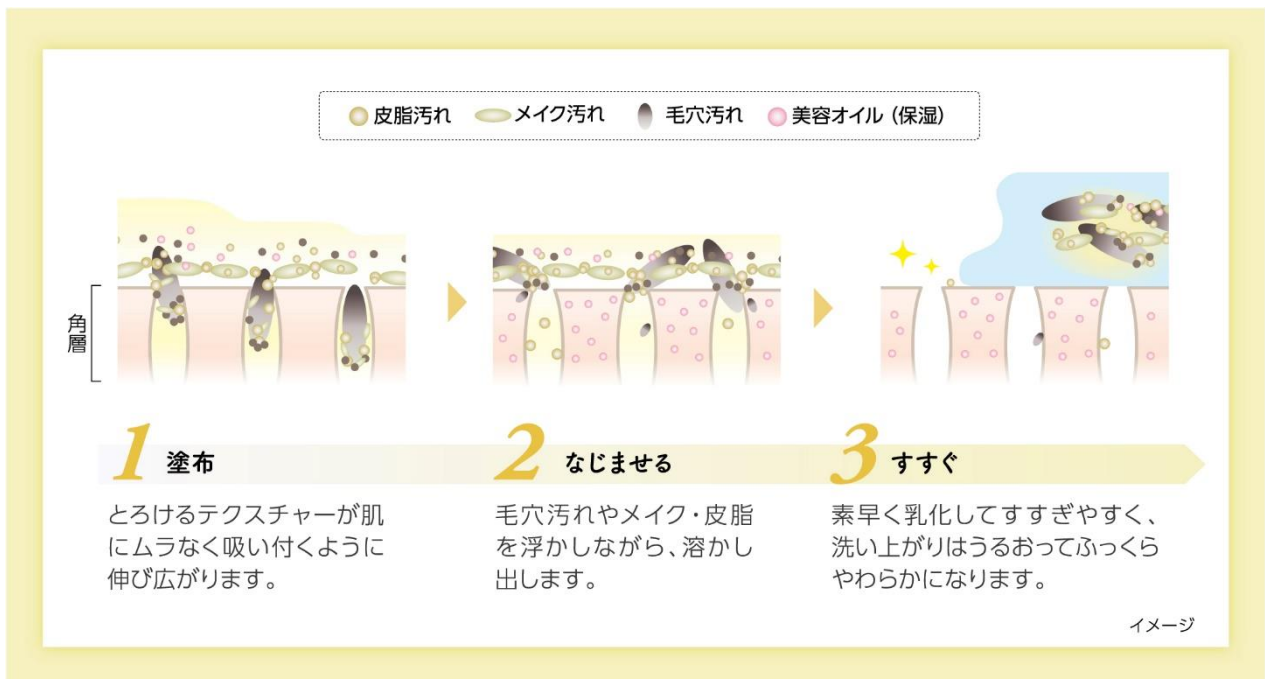 皮脂汚れ メイク汚れ 毛穴汚れ 美容オイル（保湿）
角層
1 塗布
とろけるテクスチャーが肌
にムラなく吸い付くように
伸び広がります。
2 なじませる
毛穴汚れやメイク・皮脂
を浮かしながら、溶かし
出します。
3 すすぐ
素早く乳化してすすぎやすく、
洗い上がりはうるおってふっくら
やわらかになります。
イメージ